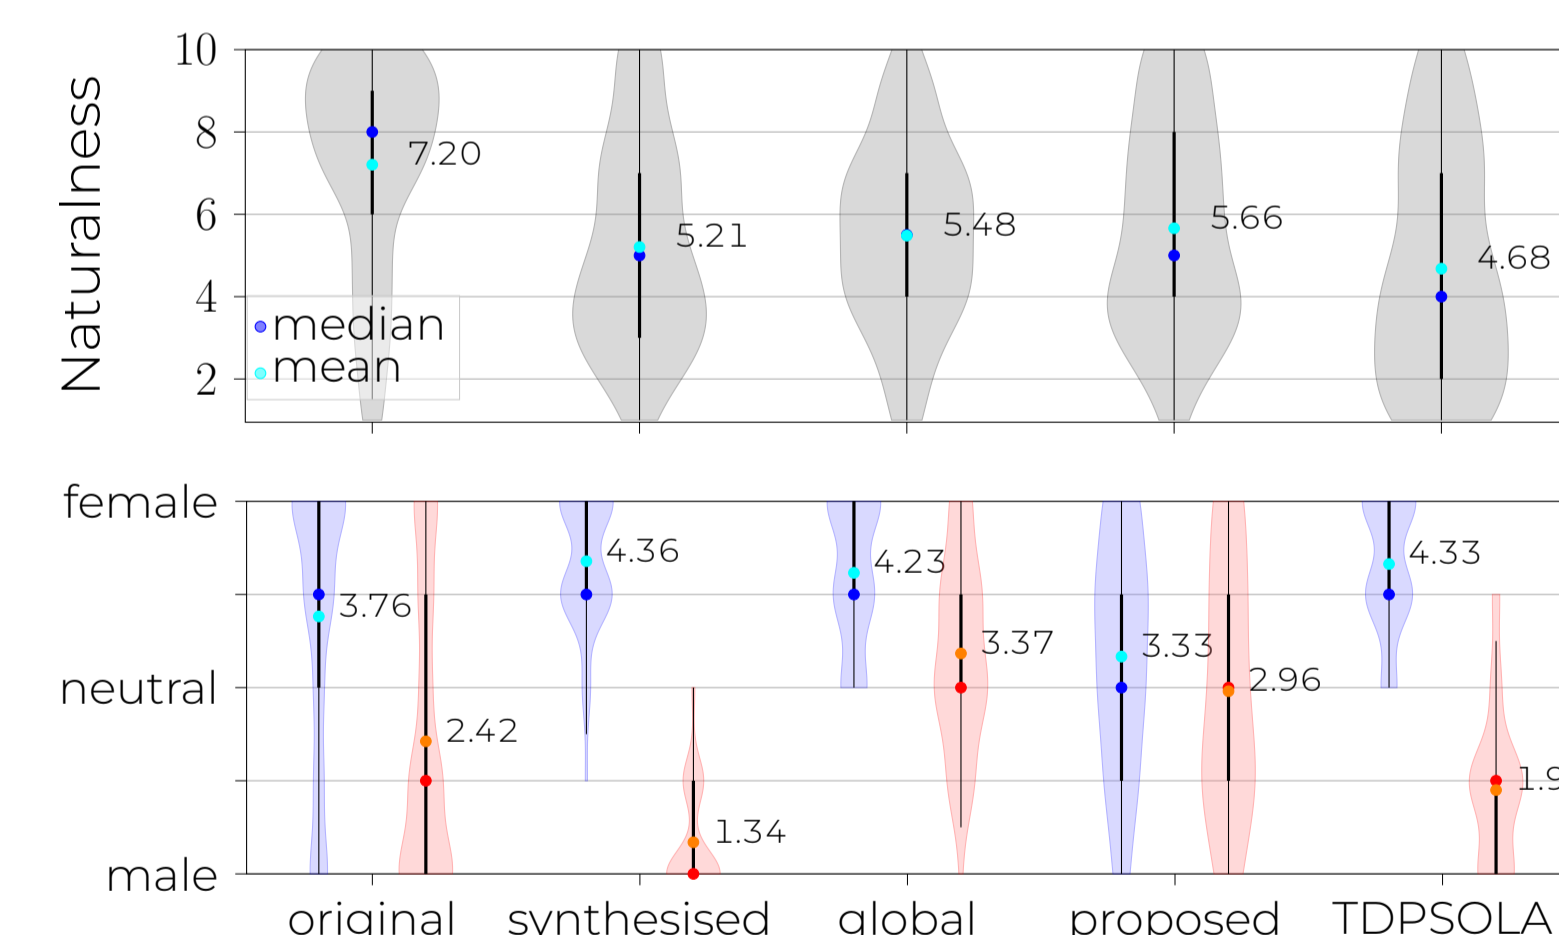 Naturalness
10
8
6
4
2
7.20
5.21
5.48
5.66
4.68
median
mean
female
neutral
male
3.76
2.42
4.36
1.34
4.23
3.37
3.33
2.96
4.33
1.9
original
synthesised
global
proposed
TDPSOLA